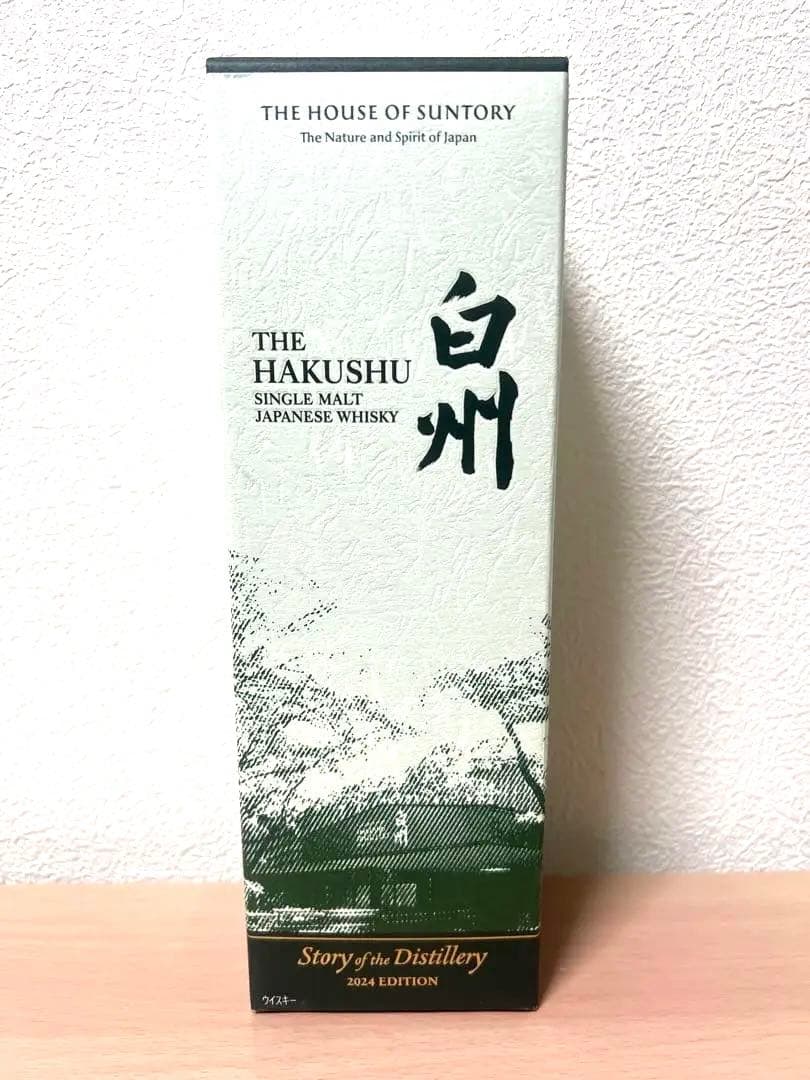 THE HOUSE OF SUNTORY
The Nature and Spirit of Japan
白州
THE
HAKUSHU
SINGLE MALT
JAPANESE WHISKY
Story of the Distillery
2024 EDITION
ウイスキー